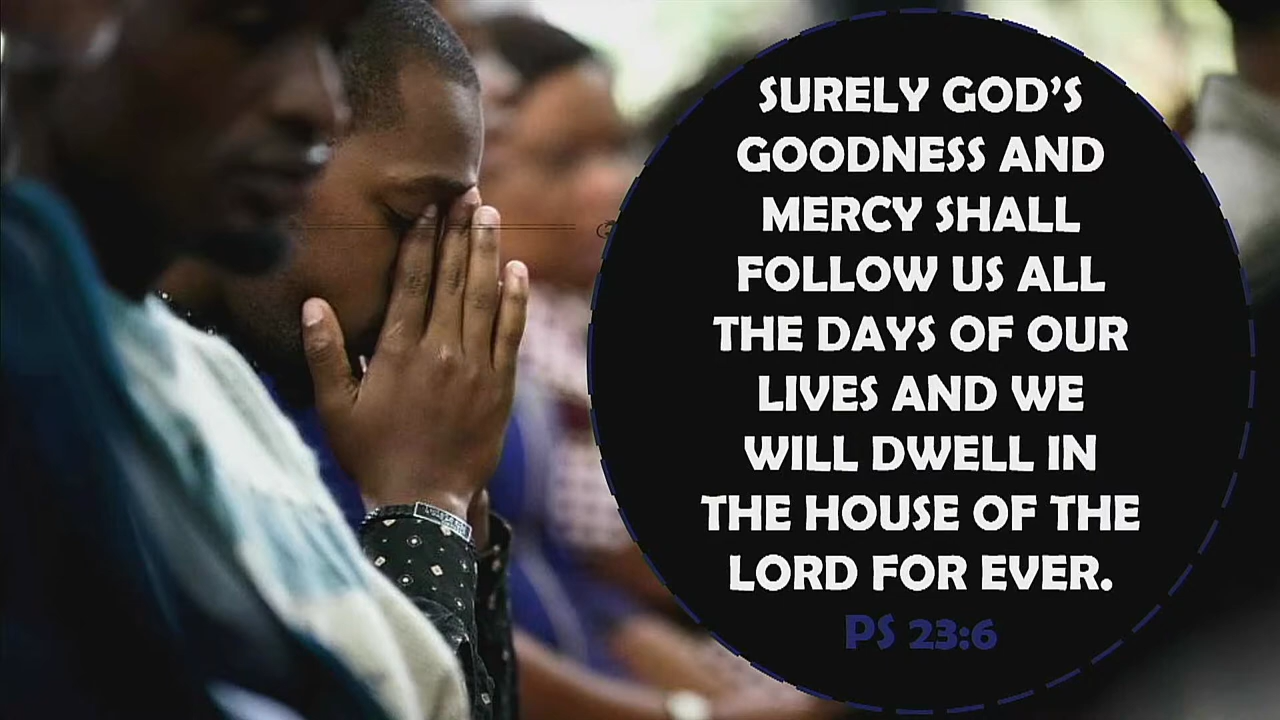 SURELY GOD'S
GOODNESS AND
MERCY SHALL
FOLLOW US ALL
THE DAYS OF OUR
LIVES AND WE
WILL DWELL IN
THE HOUSE OF THE
LORD FOR EVER.
PS 23:6